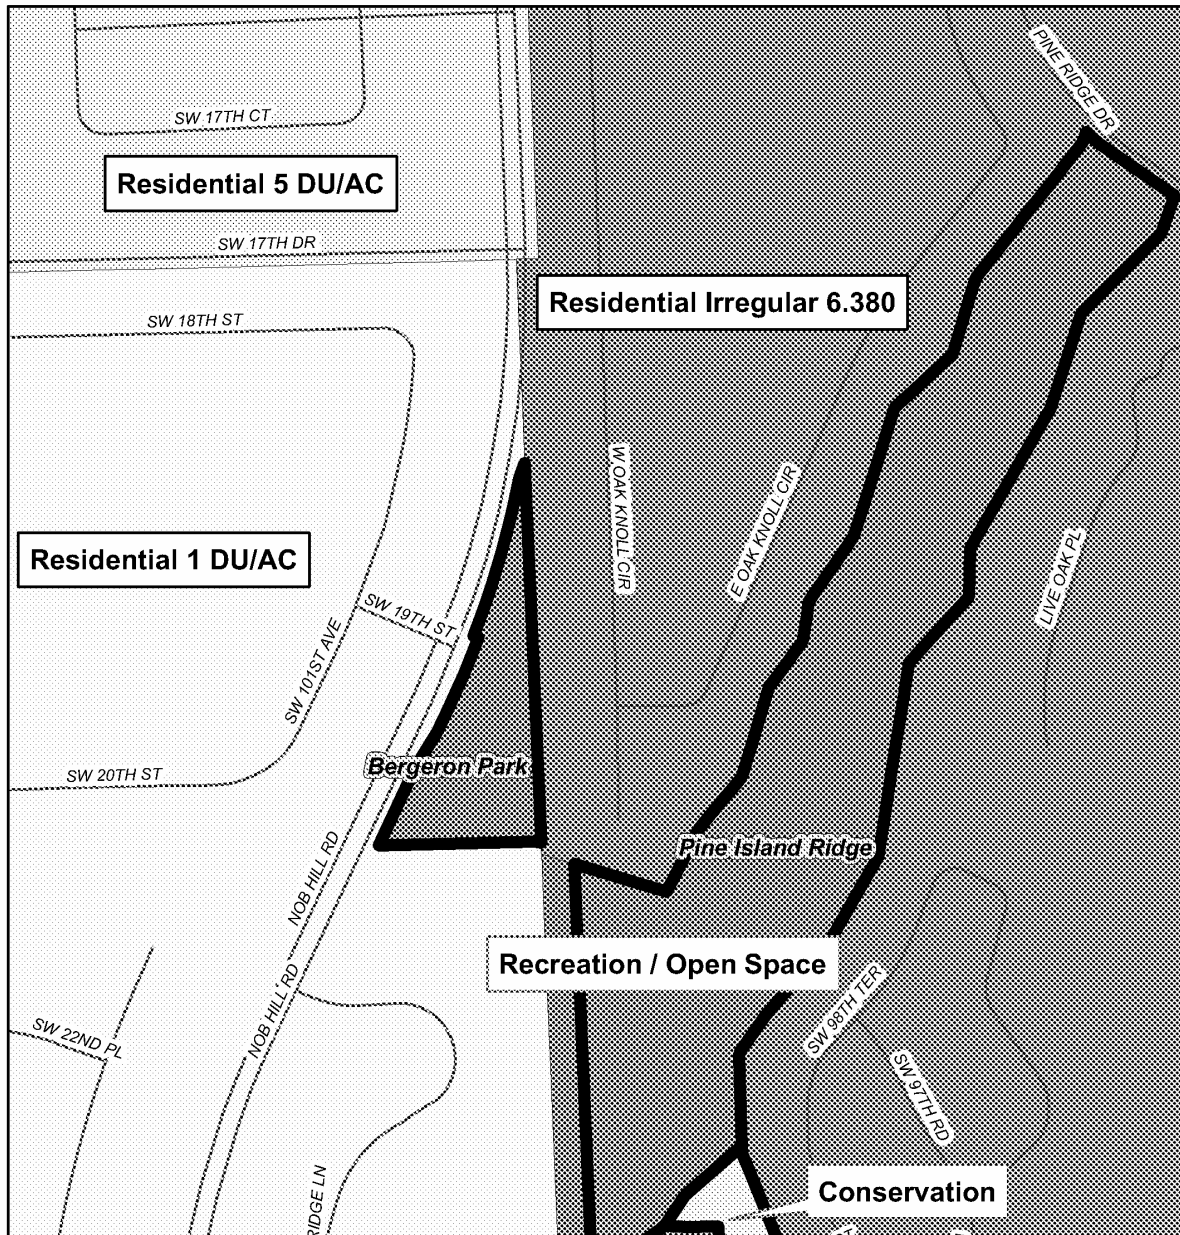 PINE RIDGE DR
SW 17TH CT
Residential 5 DU/AC
SW 17TH DR
Residential Irregular 6.380
SW 18TH ST
W OAK KNOLL CIR
E OAK KNOLL CIR
Residential 1 DU/AC
LIVE OAK PL
SW 19TH ST
SW 101ST AVE
Bergeron Park
SW 20TH ST
Pine Island Ridge
NOB HILL RD
Recreation / Open Space
NOB HILL RD
SW 98TH TER
SW 22ND PL
SW 97TH RD
RIDGE LN
Conservation